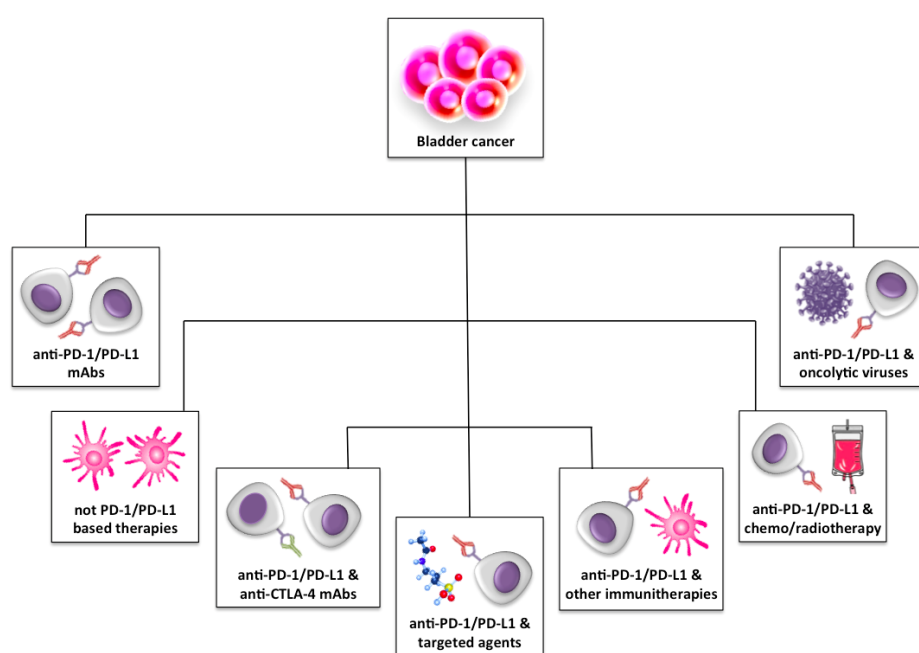 Bladder cancer
anti-PD-1/PD-L1
mAbs
anti-PD-1/PD-L1 &
oncolytic viruses
not PD-1/PD-L1
based therapies
anti-PD-1/PD-L1 &
chemo/radiotherapy
anti-PD-1/PD-L1 &
anti-CTLA-4 mAbs
anti-PD-1/PD-L1 &
other immunitherapies
anti-PD-1/PD-L1 &
targeted agents